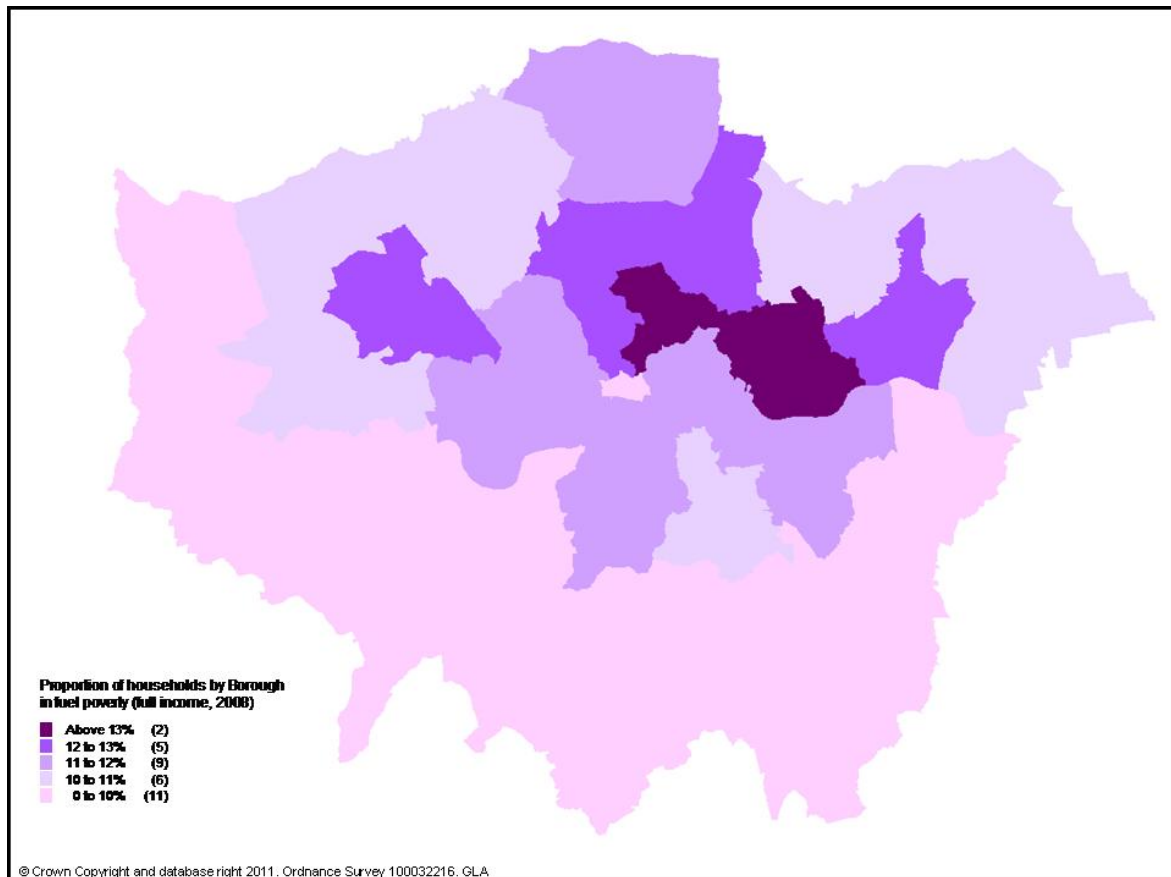 Proportion of households by Borough
in fuel poverty (full income, 2008)
Above 13% (2)
12 to 13% (5)
11 to 12% (9)
10 to 11% (6)
0 to 10% (11)
© Crown Copyright and database right 2011. Ordnance Survey 100032216. GLA